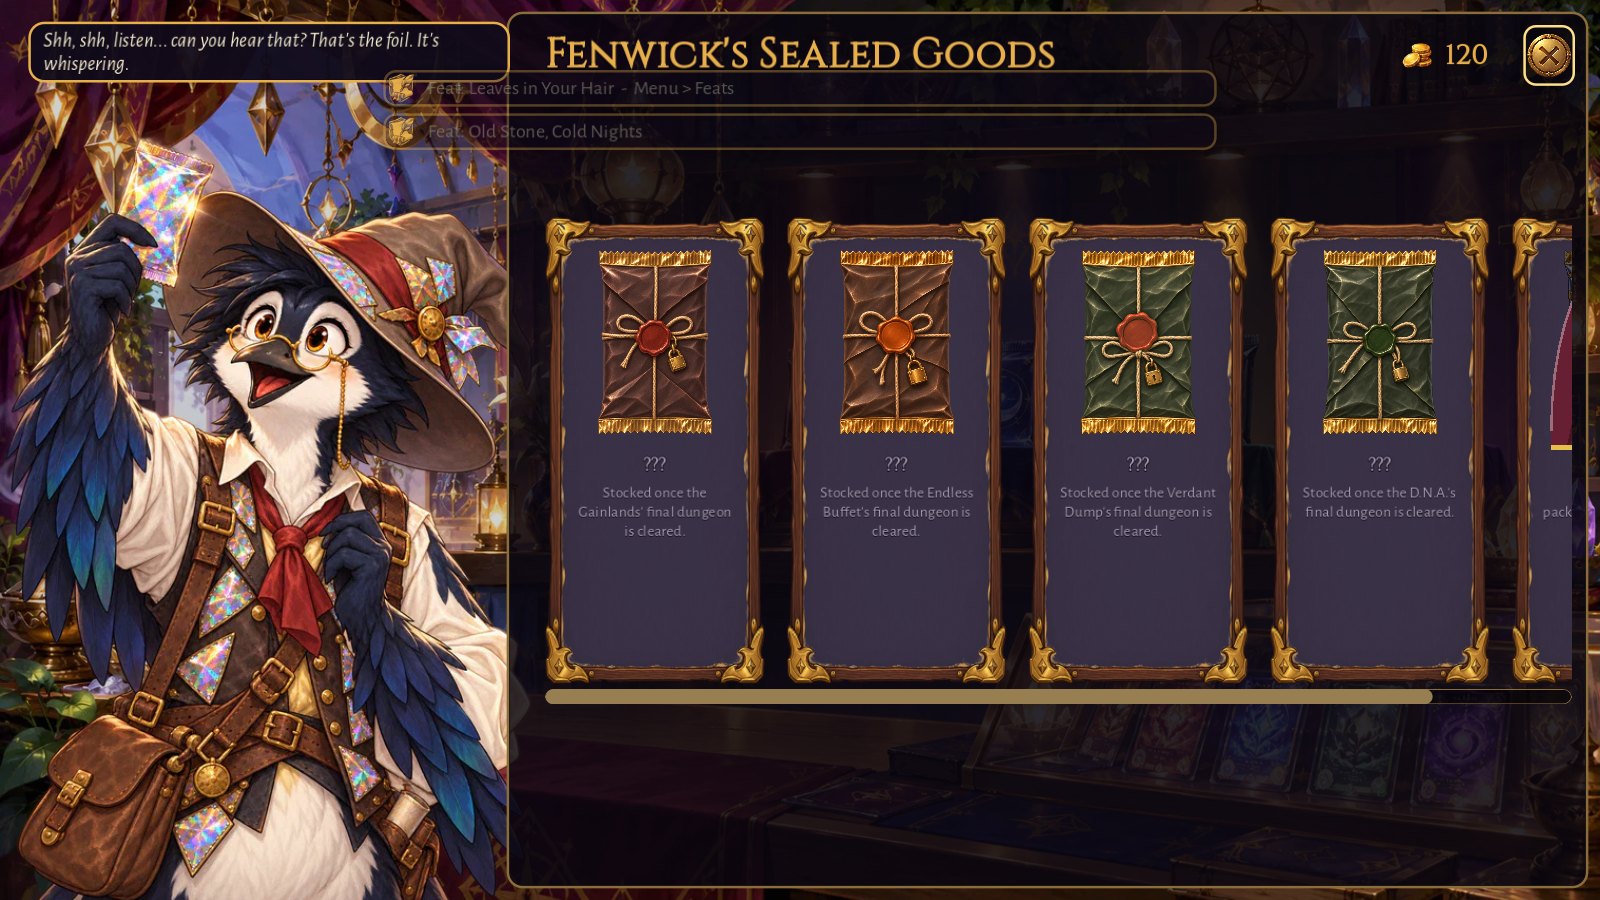 Shh, shh, listen... can you hear that? That's the foil. It's
whispering.
Fenwick's Sealed Goods
120
Feat: Leaves in Your Hair - Menu > Feats
Feat: Old Stone, Cold Nights
???
Stocked once the
Gainlands' final dungeon
is cleared.
???
Stocked once the Endless
Buffet's final dungeon is
cleared.
???
Stocked once the Verdant
Dump's final dungeon is
cleared.
???
Stocked once the D.N.A.'s
final dungeon is cleared.
pack